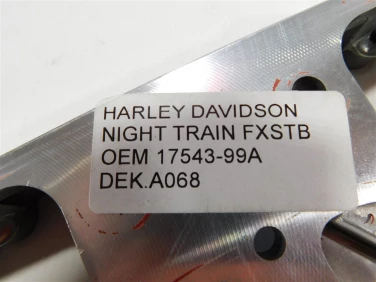 HARLEY DAVIDSON
NIGHT TRAIN FXSTB
OEM 17543-99A
DEK.A068